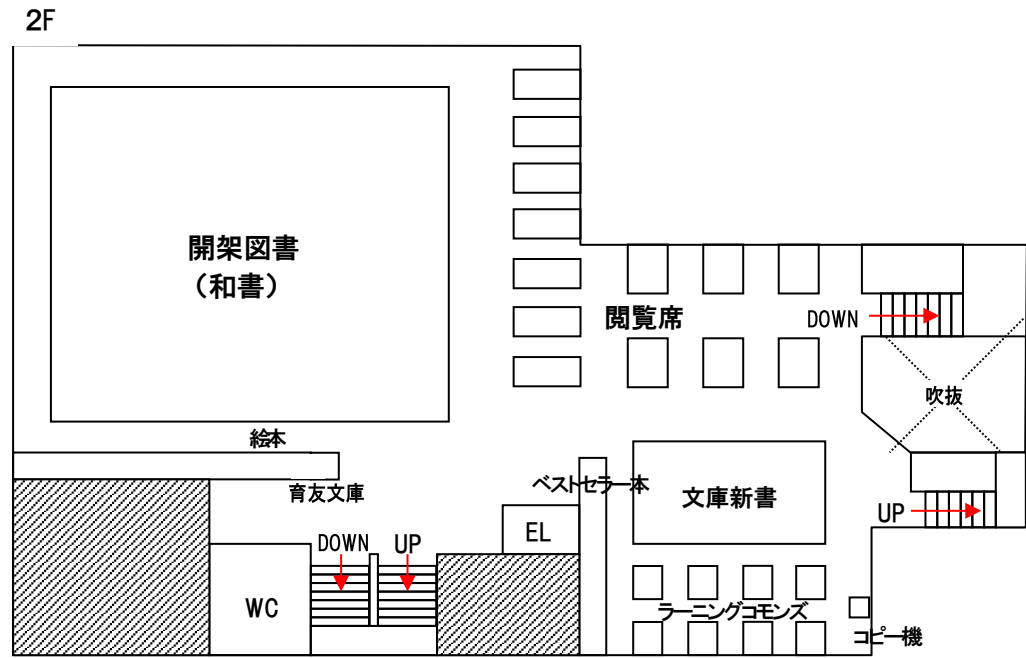 2F
開架図書
（和書）
閲覧席
DOWN
吹抜
絵本
育友文庫
ベストセラー本
文庫新書
EL
UP
DOWN
UP
WC
ラーニングコモンズ
コピー機